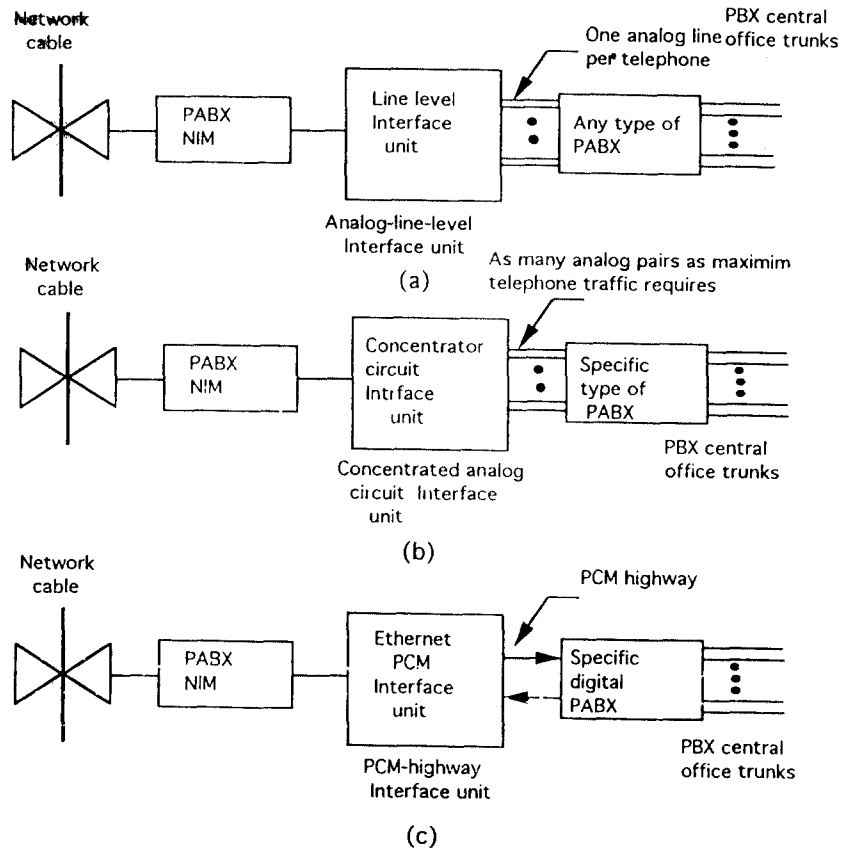 Network
cable
PABX
NIM
Line level
Interface
unit
Analog-line-level
Interface unit
One analog line
per telephone
Any type of
PABX
PBX central
office trunks
(a)
Network
cable
PABX
NIM
Concentrator
circuit
Intrface
unit
Concentrated analog
circuit Interface
unit
As many analog pairs as maximim
telephone traffic requires
Specific
type of
PABX
PBX central
office trunks
(b)
Network
cable
PABX
NIM
Ethernet
PCM
Interface
unit
PCM-highway
Interface unit
PCM highway
Specific
digital
PABX
PBX central
office trunks
(c)